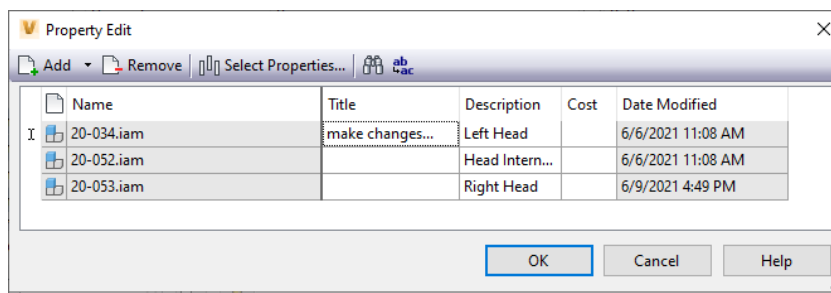 Property Edit
Add Remove Select Properties... ab ac
Name Title Description Cost Date Modified
20-034.iam make changes... Left Head 6/6/2021 11:08 AM
20-052.iam Head Intern... 6/6/2021 11:08 AM
20-053.iam Right Head 6/9/2021 4:49 PM
OK Cancel Help